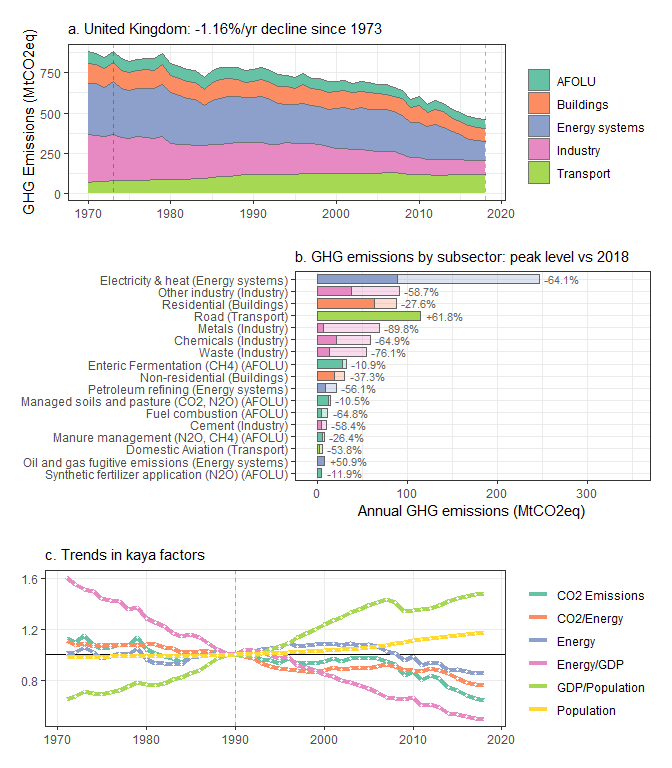 a. United Kingdom: -1.16%/yr decline since 1973
GHG Emissions (MtCO2eq)
750
500
250
0
1970
1980
1990
2000
2010
2020
AFOLU
Buildings
Energy systems
Industry
Transport
b. GHG emissions by subsector: peak level vs 2018
Electricity & heat (Energy systems) -64.1%
Other industry (Industry) -58.7%
Residential (Buildings) -27.6%
Road (Transport) +61.8%
Metals (Industry) -89.8%
Chemicals (Industry) -64.9%
Waste (Industry) -76.1%
Enteric Fermentation (CH4) (AFOLU) -10.9%
Non-residential (Buildings) -37.3%
Petroleum refining (Energy systems) -56.1%
Managed soils and pasture (CO2, N2O) (AFOLU) -10.5%
Fuel combustion (AFOLU) -64.8%
Cement (Industry) -58.4%
Manure management (N2O, CH4) (AFOLU) -26.4%
Domestic Aviation (Transport) -53.8%
Oil and gas fugitive emissions (Energy systems) +50.9%
Synthetic fertilizer application (N2O) (AFOLU) -11.9%
0
100
200
300
Annual GHG emissions (MtCO2eq)
c. Trends in kaya factors
1.6
1.2
0.8
1970
1980
1990
2000
2010
2020
CO2 Emissions
CO2/Energy
Energy
Energy/GDP
GDP/Population
Population